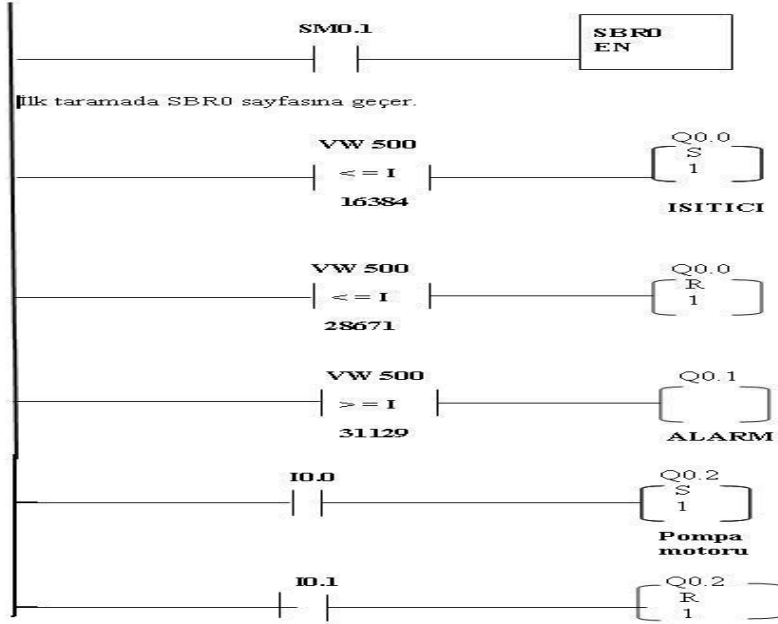 SM0.1
SBR0
EN
İlk taramada SBR0 sayfasına geçer.
VW 500
<=I
16384
Q0.0
S
1
ISITICI
VW 500
<=I
28671
Q0.0
R
1
VW 500
>=I
31129
Q0.1
ALARM
I0.0
Q0.2
S
1
Pompa
motoru
I0.1
Q0.2
R
1